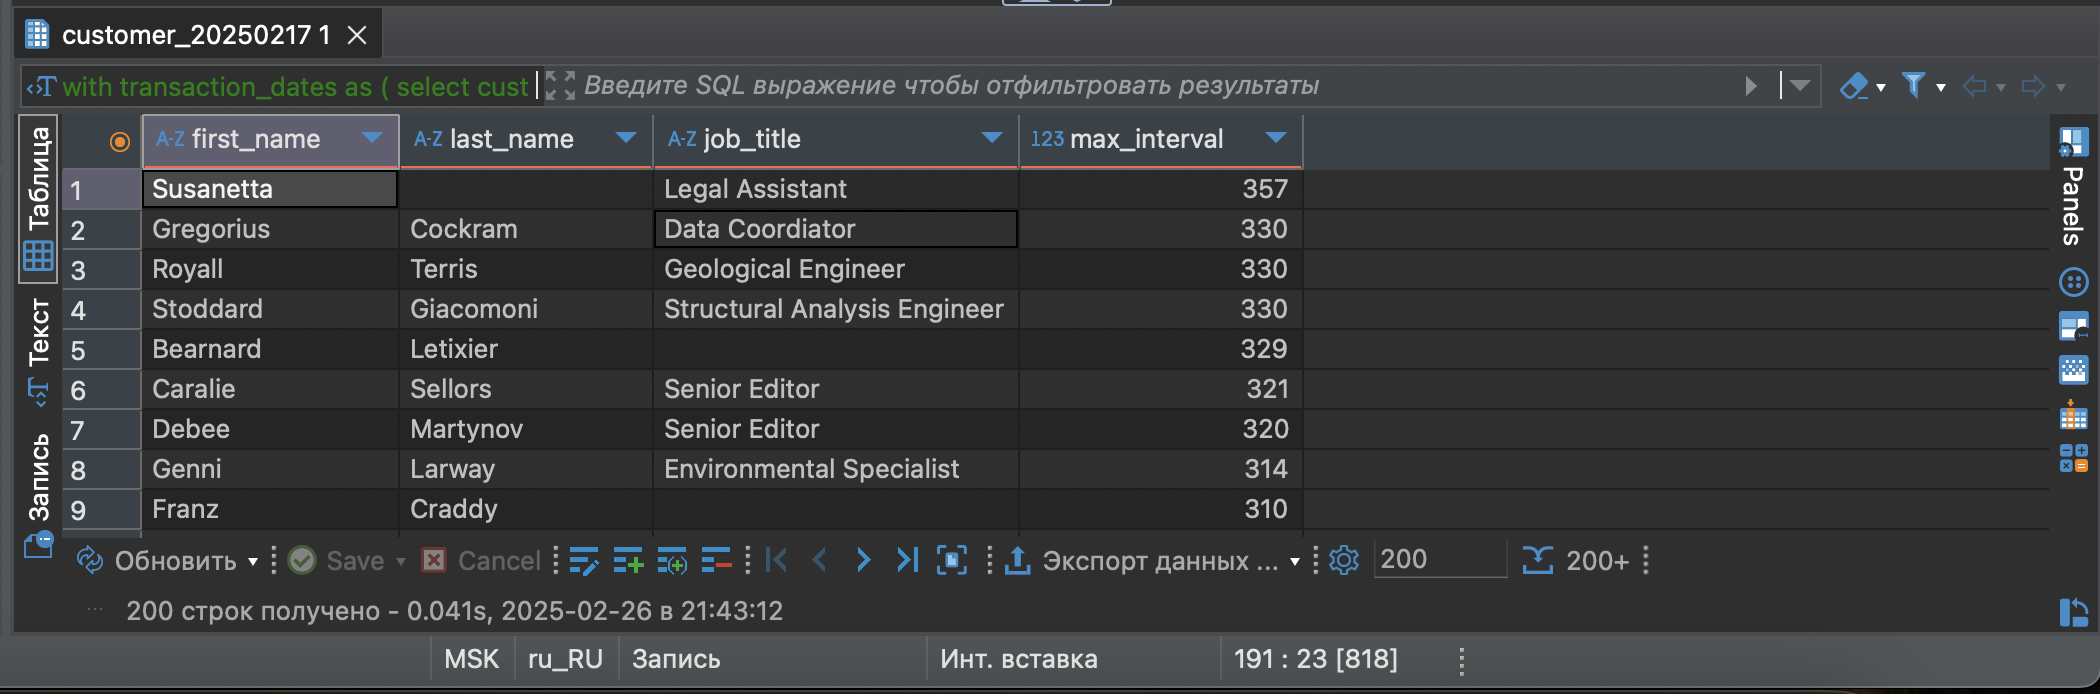 customer_20250217 1
with transaction_dates as ( select cust Введите SQL выражение чтобы отфильтровать результаты
A-Z first_name A-Z last_name A-Z job_title 123 max_interval
1 Susanetta Legal Assistant 357
2 Gregorius Cockram Data Coordiator 330
3 Royall Terris Geological Engineer 330
4 Stoddard Giacomoni Structural Analysis Engineer 330
5 Bearnard Letixier 329
6 Caralie Sellors Senior Editor 321
7 Debee Martynov Senior Editor 320
8 Genni Larway Environmental Specialist 314
9 Franz Craddy 310
Таблица
Текст
Запись
Panels
Обновить Save Cancel Экспорт данных ... 200 200+
200 строк получено - 0.041s, 2025-02-26 в 21:43:12
MSK ru_RU Запись Инт. вставка 191 : 23 [818]